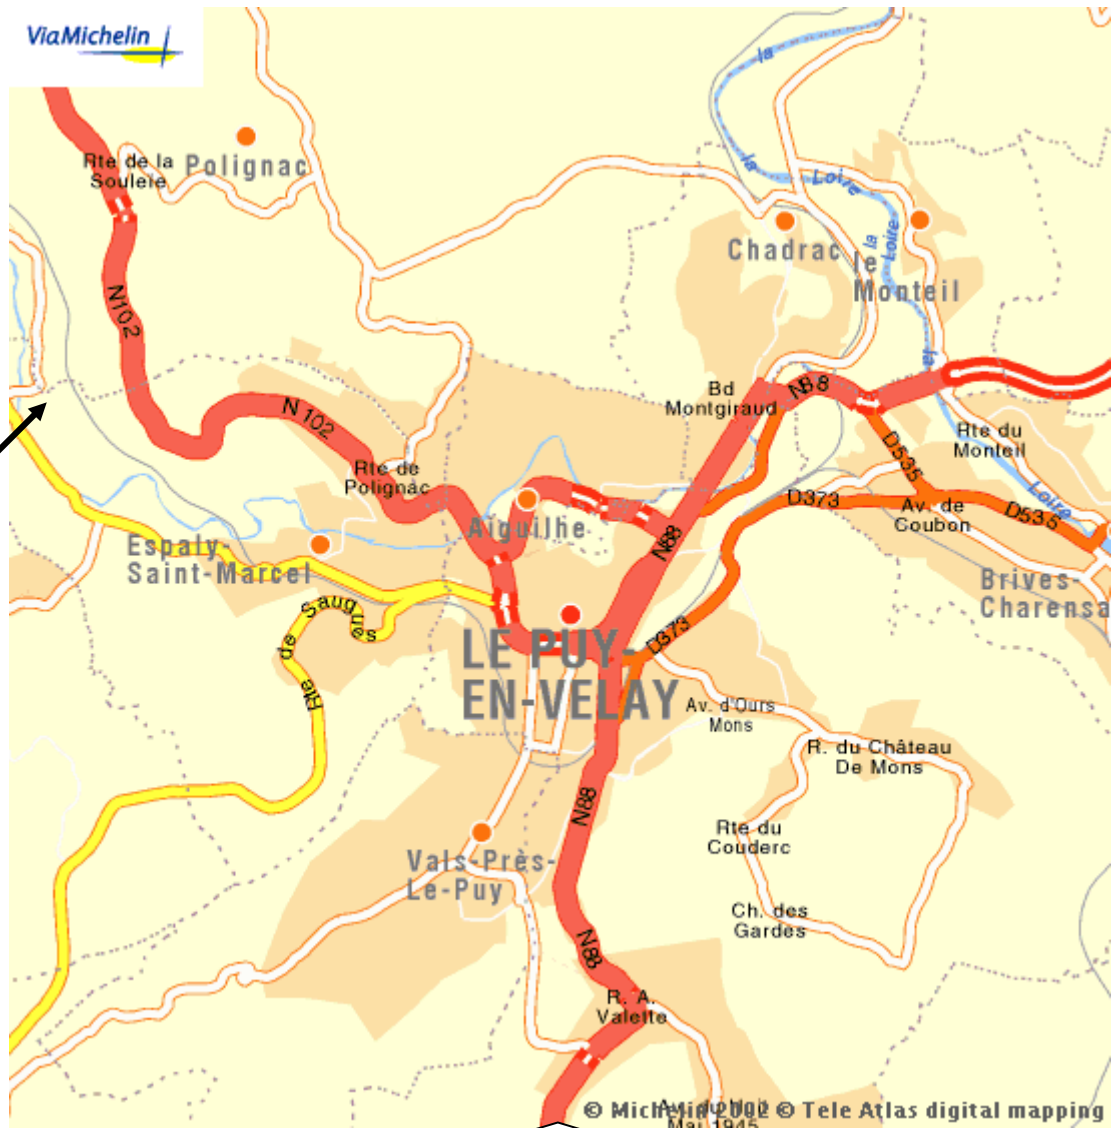 ViaMichelin
la
Rte de la
Souleie
Polignac
la
Loire
Chadrac
la
Loire
le
Monteil
N102
la
N 102
Bd
Montgiraud
N88
Rte du
Monteil
D535
Rte de
Polignac
D373
Av. de
Coubon
D535
Loire
Aiguilhe
N88
Espaly-
Saint-Marcel
Brives-
Charensa
Rte de Saugues
D373
LE PUY-
EN-VELAY
Av. d'Ours
Mons
R. du Château
De Mons
Rte du
Couderc
N88
Vals-Près-
Le-Puy
Ch. des
Gardes
N88
R. A.
Valette
© Michelin 2002 © Tele Atlas digital mapping
Mai 1945